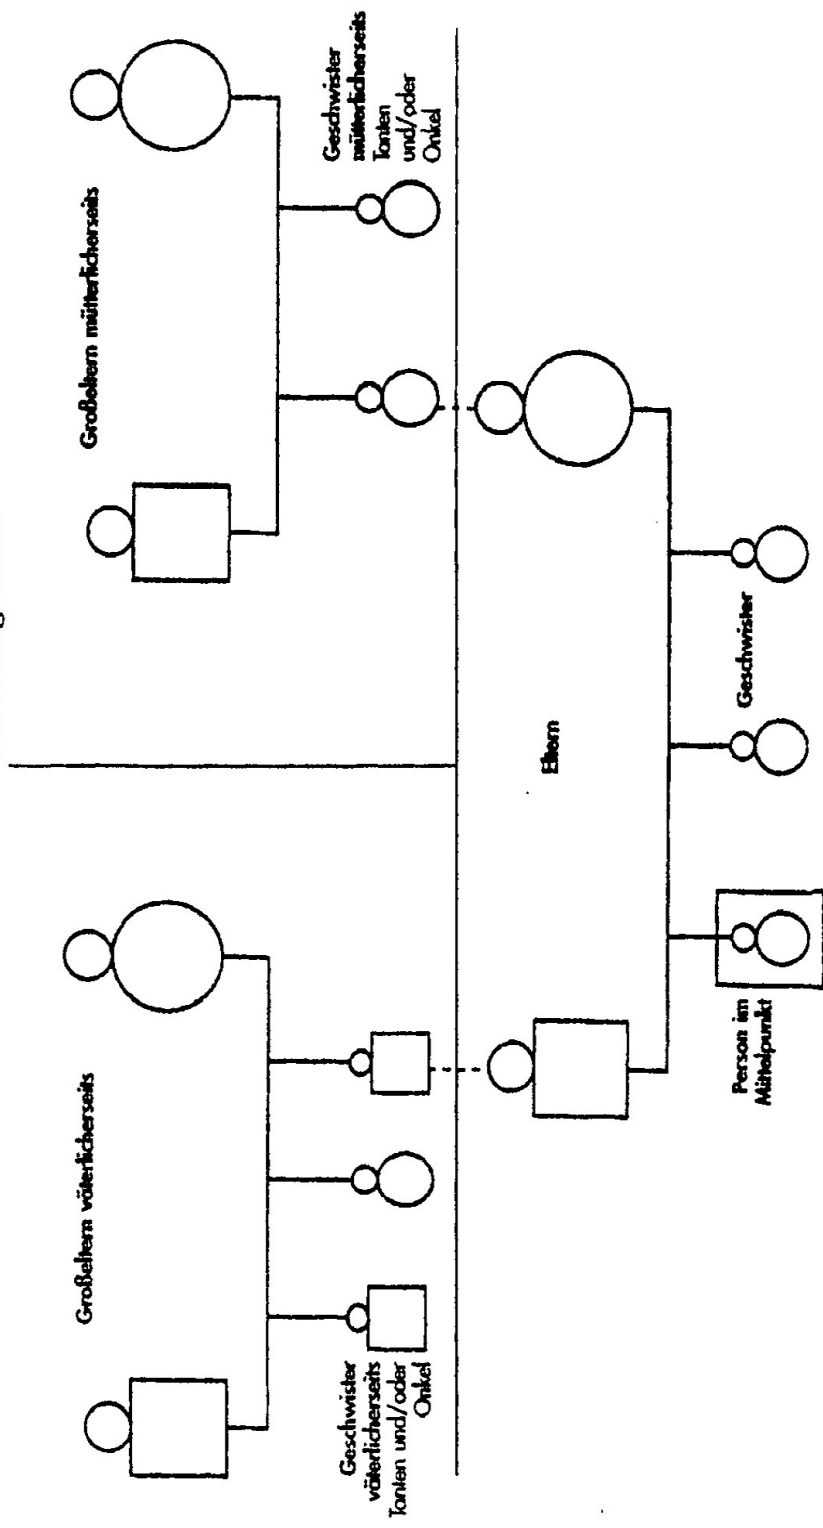 Großeltern väterlicherseits
Großeltern mütterlicherseits
Geschwister
väterlicherseits
Tanten und/oder
Onkel
Geschwister
mütterlicherseits
Tanten
und/oder
Onkel
Eltern
Person im
Mittelpunkt
Geschwister